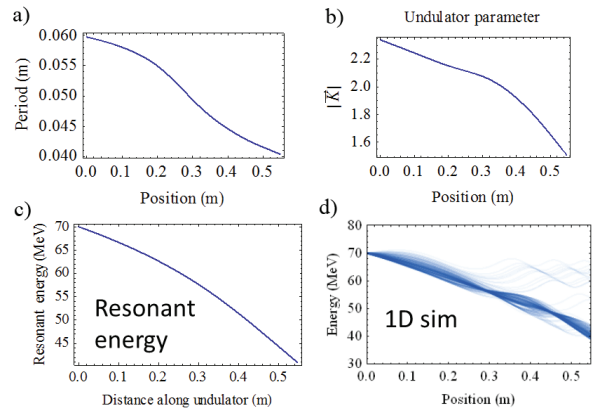 a)
Period (m)
0.060
0.055
0.050
0.045
0.040
0.0 0.1 0.2 0.3 0.4 0.5
Position (m)
b)
Undulator parameter
|K̅|
2.2
2.0
1.8
1.6
0.0 0.1 0.2 0.3 0.4 0.5
Position (m)
c)
Resonant energy (MeV)
70
65
60
55
50
45
Resonant
energy
0.0 0.1 0.2 0.3 0.4 0.5
Distance along undulator (m)
d)
Energy (MeV)
80
70
60
50
40
30
1D sim
0.0 0.1 0.2 0.3 0.4 0.5
Position (m)